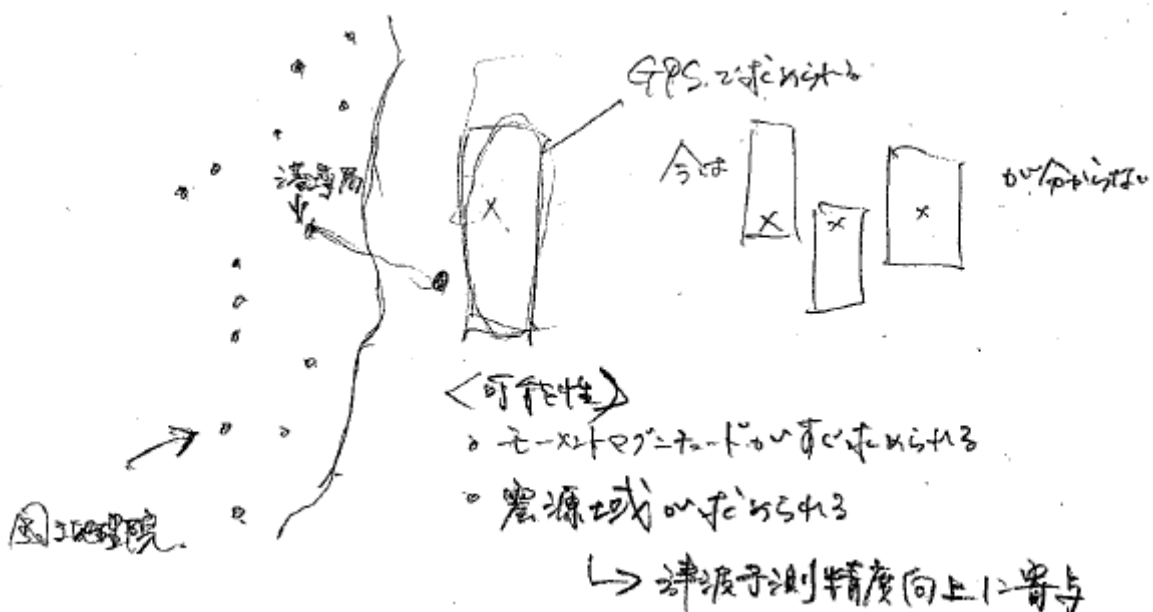 GPSで求められる
今は
が分からない
港湾局
<可能性>
。モーメントマグニチュードがすぐ求められる
。震源域が求められる
国土地理院
↳津波予測精度向上に寄与